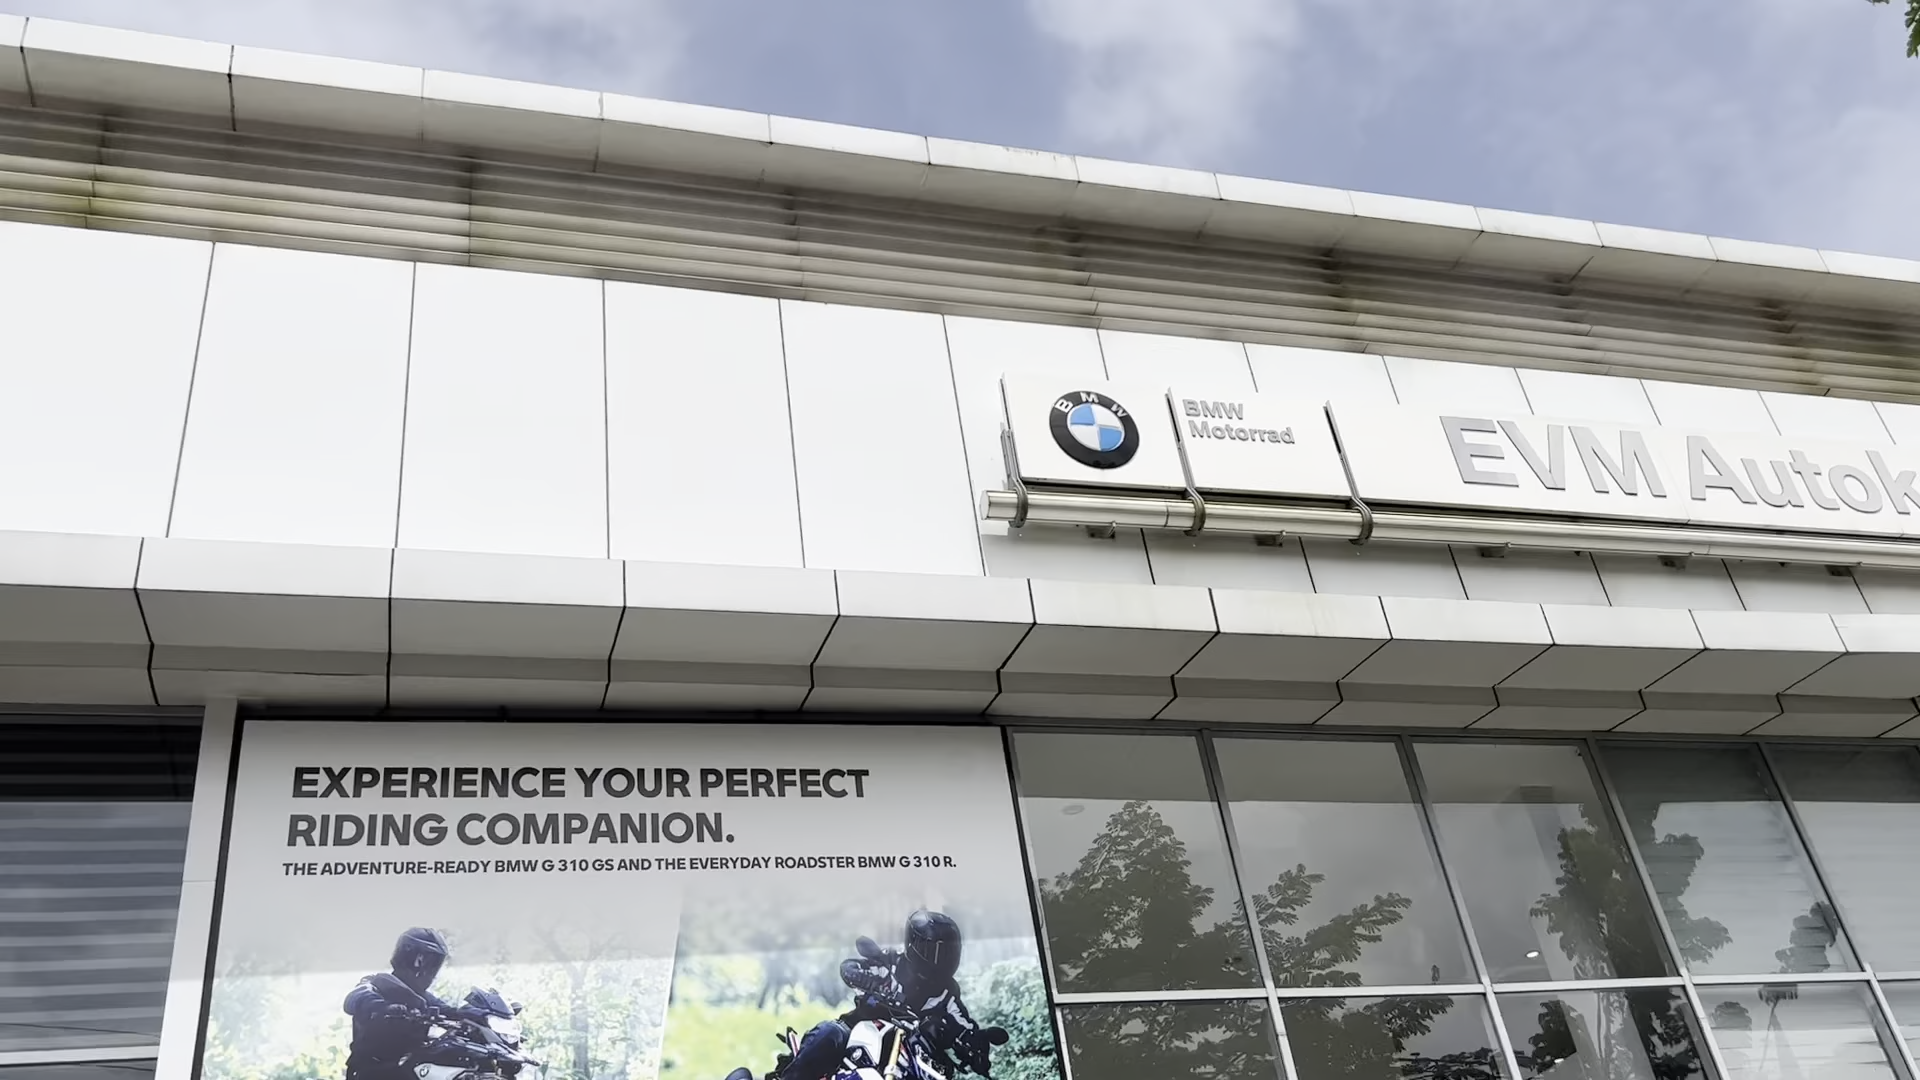 BMW
BMW
Motorrad
EVM Autok
EXPERIENCE YOUR PERFECT
RIDING COMPANION.
THE ADVENTURE-READY BMW G 310 GS AND THE EVERYDAY ROADSTER BMW G 310 R.